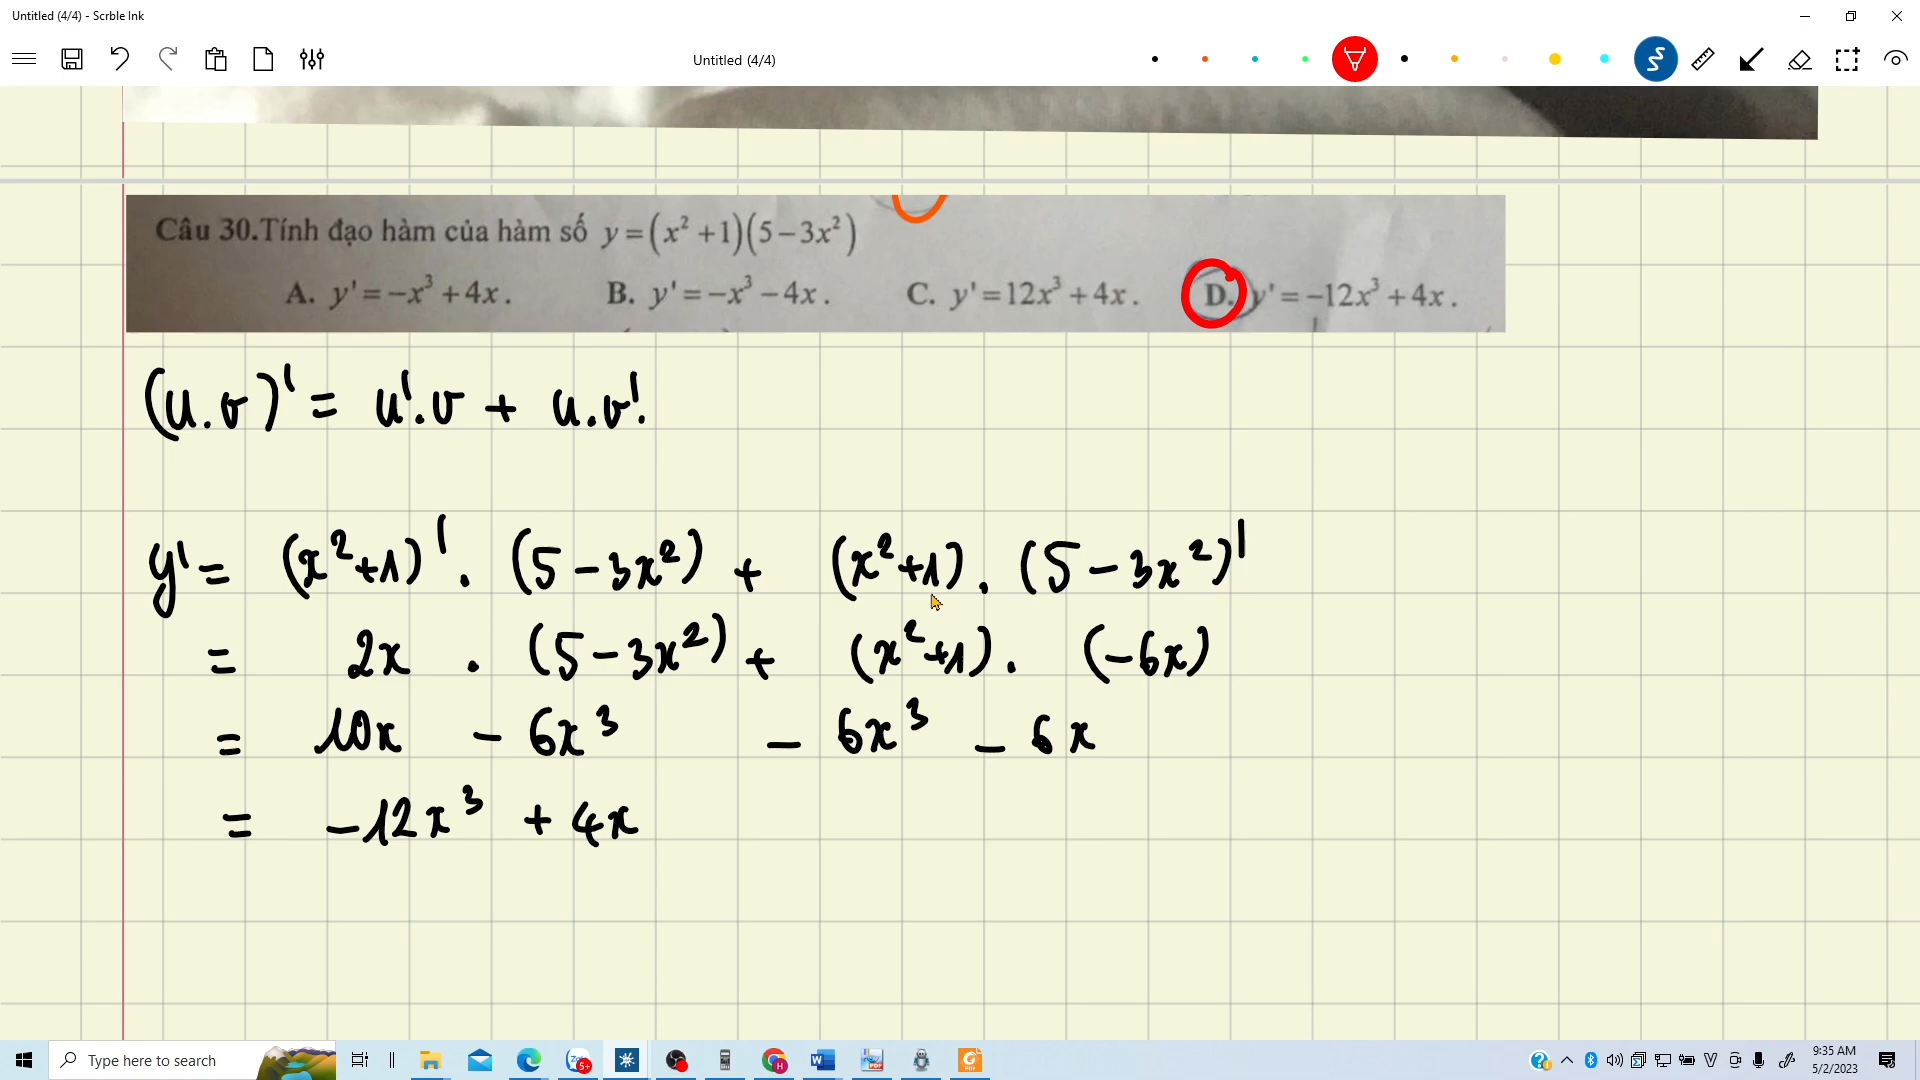 Untitled (4/4) - Scrble Ink
Untitled (4/4)
Câu 30.Tính đạo hàm của hàm số y = (x² + 1)(5 − 3x²)
A. y' = −x³ + 4x. B. y' = −x³ − 4x. C. y' = 12x³ + 4x. D. y' = −12x³ + 4x.
(u.v)' = u'.v + u.v'.
y' = (x²+1)' . (5 − 3x²) + (x²+1) . (5 − 3x²)'
= 2x . (5 − 3x²) + (x²+1) . (−6x)
= 10x − 6x³ − 6x³ − 6x
= −12x³ + 4x
Type here to search
9:35 AM
5/2/2023